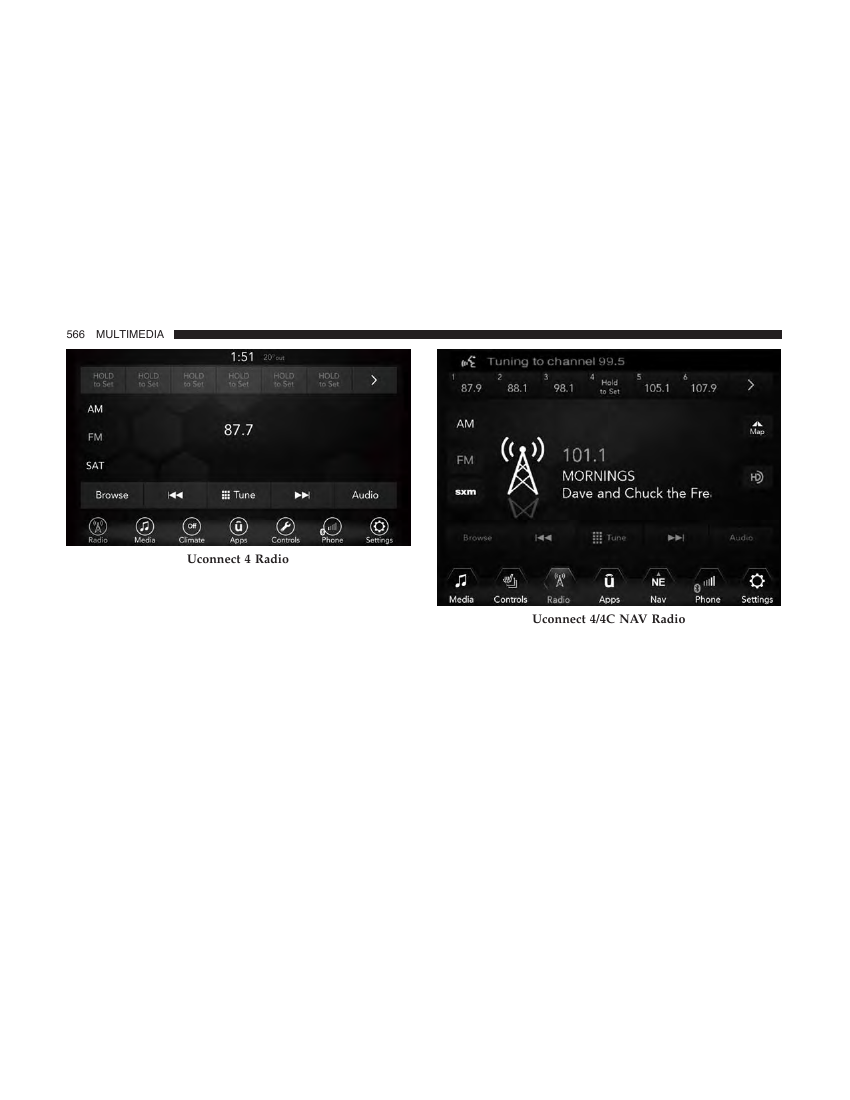 566 MULTIMEDIA
1:51 20° out
HOLD to Set HOLD to Set HOLD to Set HOLD to Set HOLD to Set HOLD to Set
AM
87.7
FM
SAT
Browse Tune Audio
Radio Media Off Climate Apps Controls Phone Settings
Uconnect 4 Radio
Tuning to channel 99.5
1 87.9 2 88.1 3 98.1 4 Hold to Set 5 105.1 6 107.9
AM
Map
101.1
FM
MORNINGS
HD
sxm
Dave and Chuck the Fre
Browse Tune Audio
NE
Media Controls Radio Apps Nav Phone Settings
Uconnect 4/4C NAV Radio